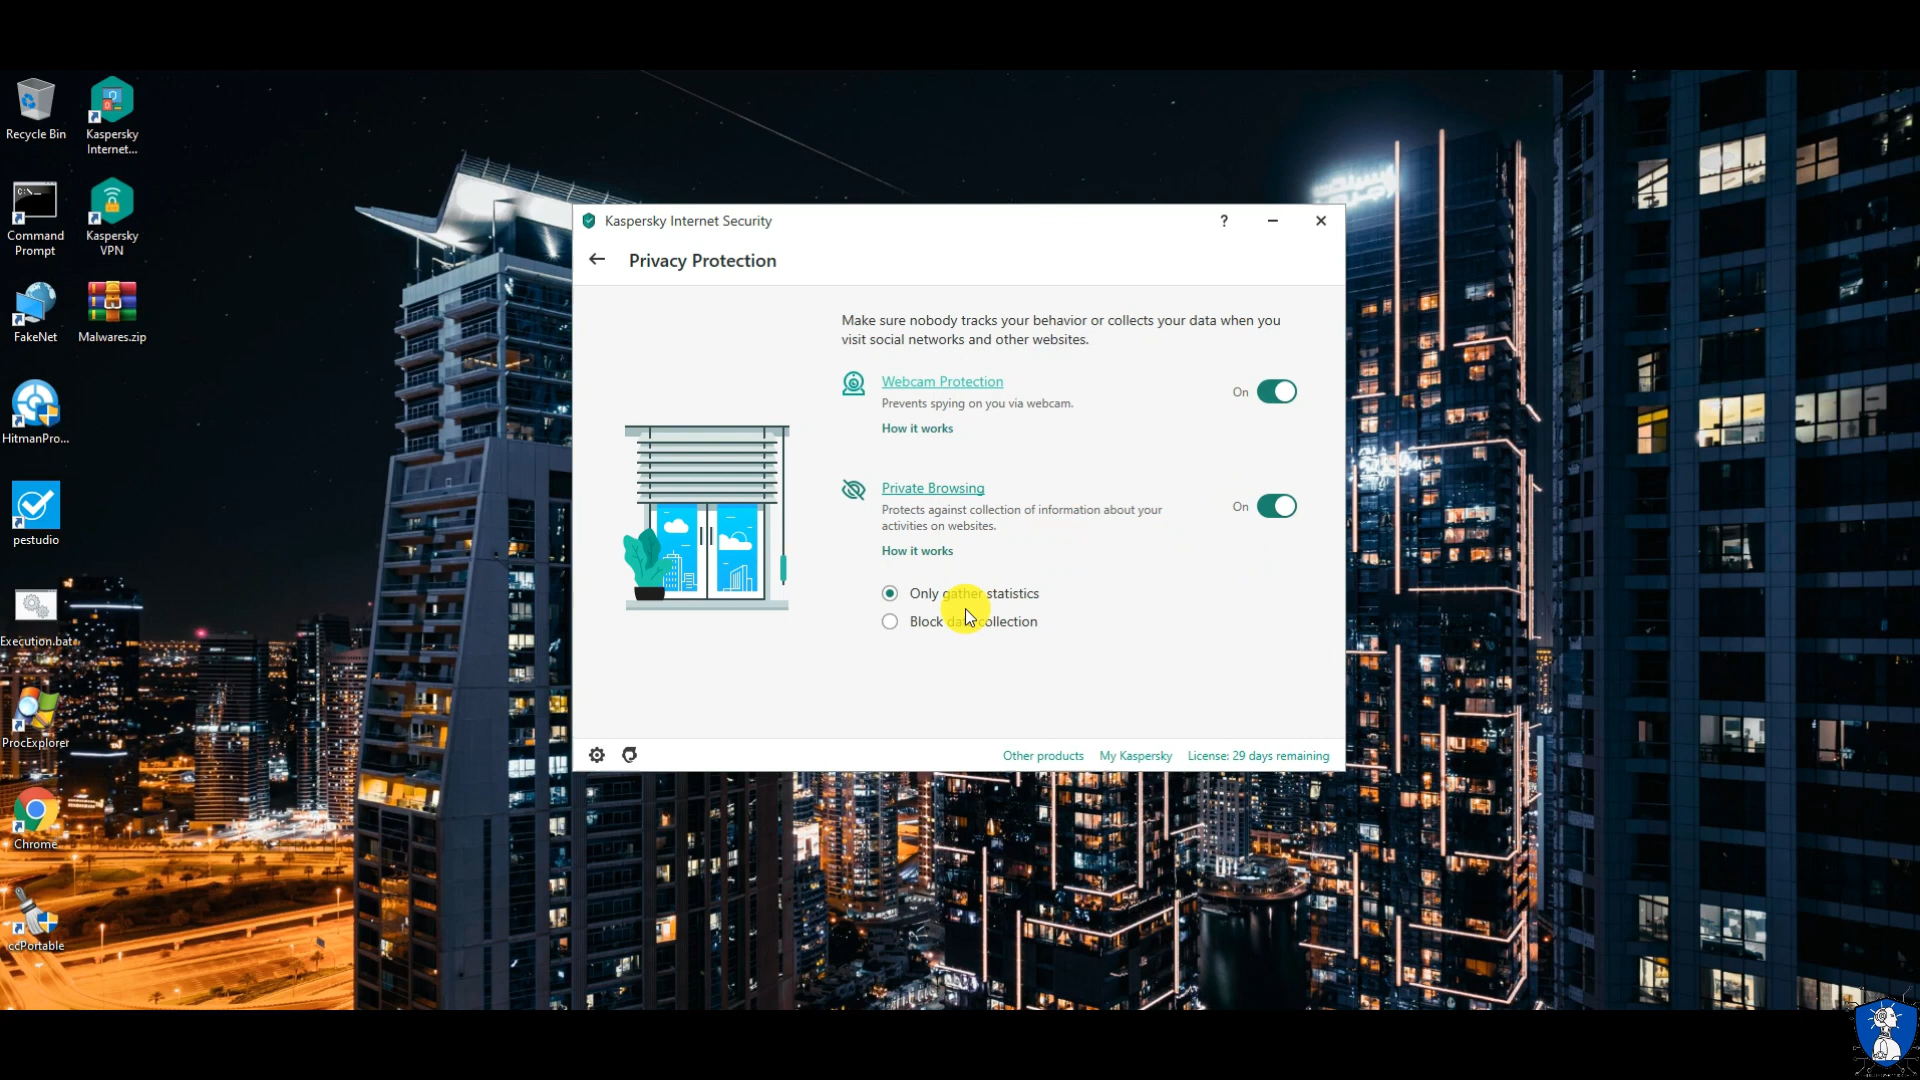 Recycle Bin
Kaspersky
Internet...
Command
Prompt
Kaspersky
VPN
FakeNet
Malwares.zip
HitmanPro...
pestudio
Execution.bat
ProcExplorer
Chrome
ccPortable
Kaspersky Internet Security
?
Privacy Protection
Make sure nobody tracks your behavior or collects your data when you
visit social networks and other websites.
Webcam Protection
On
Prevents spying on you via webcam.
How it works
Private Browsing
Protects against collection of information about your
activities on websites.
On
How it works
Only gather statistics
Block data collection
Other products
My Kaspersky
License: 29 days remaining